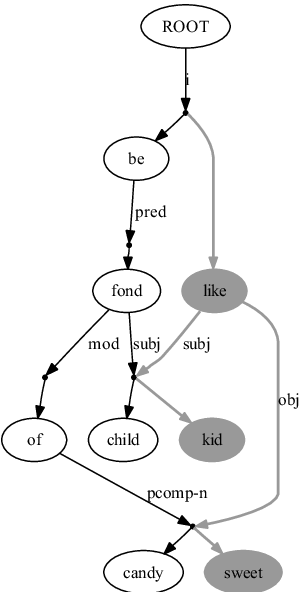 ROOT
i
be
pred
fond
like
mod
subj
subj
obj
of
child
kid
pcomp-n
candy
sweet